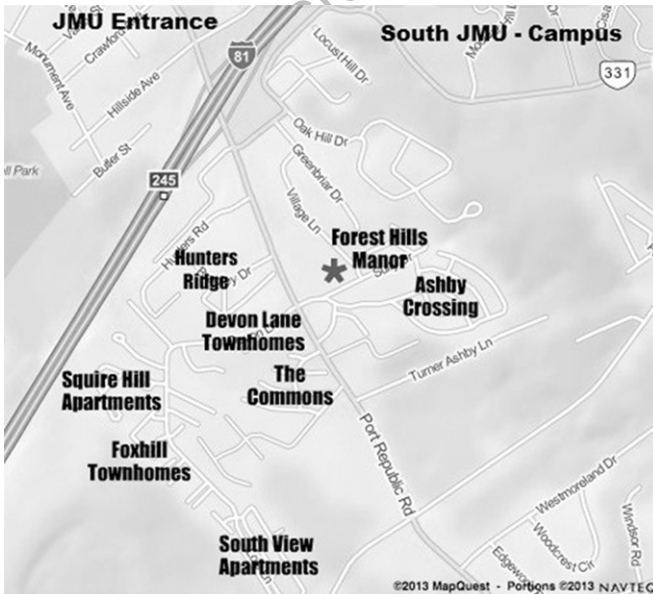 JMU Entrance
South JMU - Campus
Crawford
Monument Ave
Hillside Ave
Butler St
81
Locust Hill Dr
331
Oak Hill Dr
245
Greenbriar Dr
Village Ln
Hunters Rd
Hunters
Ridge
Forest Hills
Manor
Ashby
Crossing
Devon Lane
Townhomes
Turner Ashby Ln
Squire Hill
Apartments
The
Commons
Port Republic Rd
Foxhill
Townhomes
Westmoreland Dr
Woodcrest Cir
Windsor Rd
South View
Apartments
©2013 MapQuest - Portions ©2013 NAVTEQ